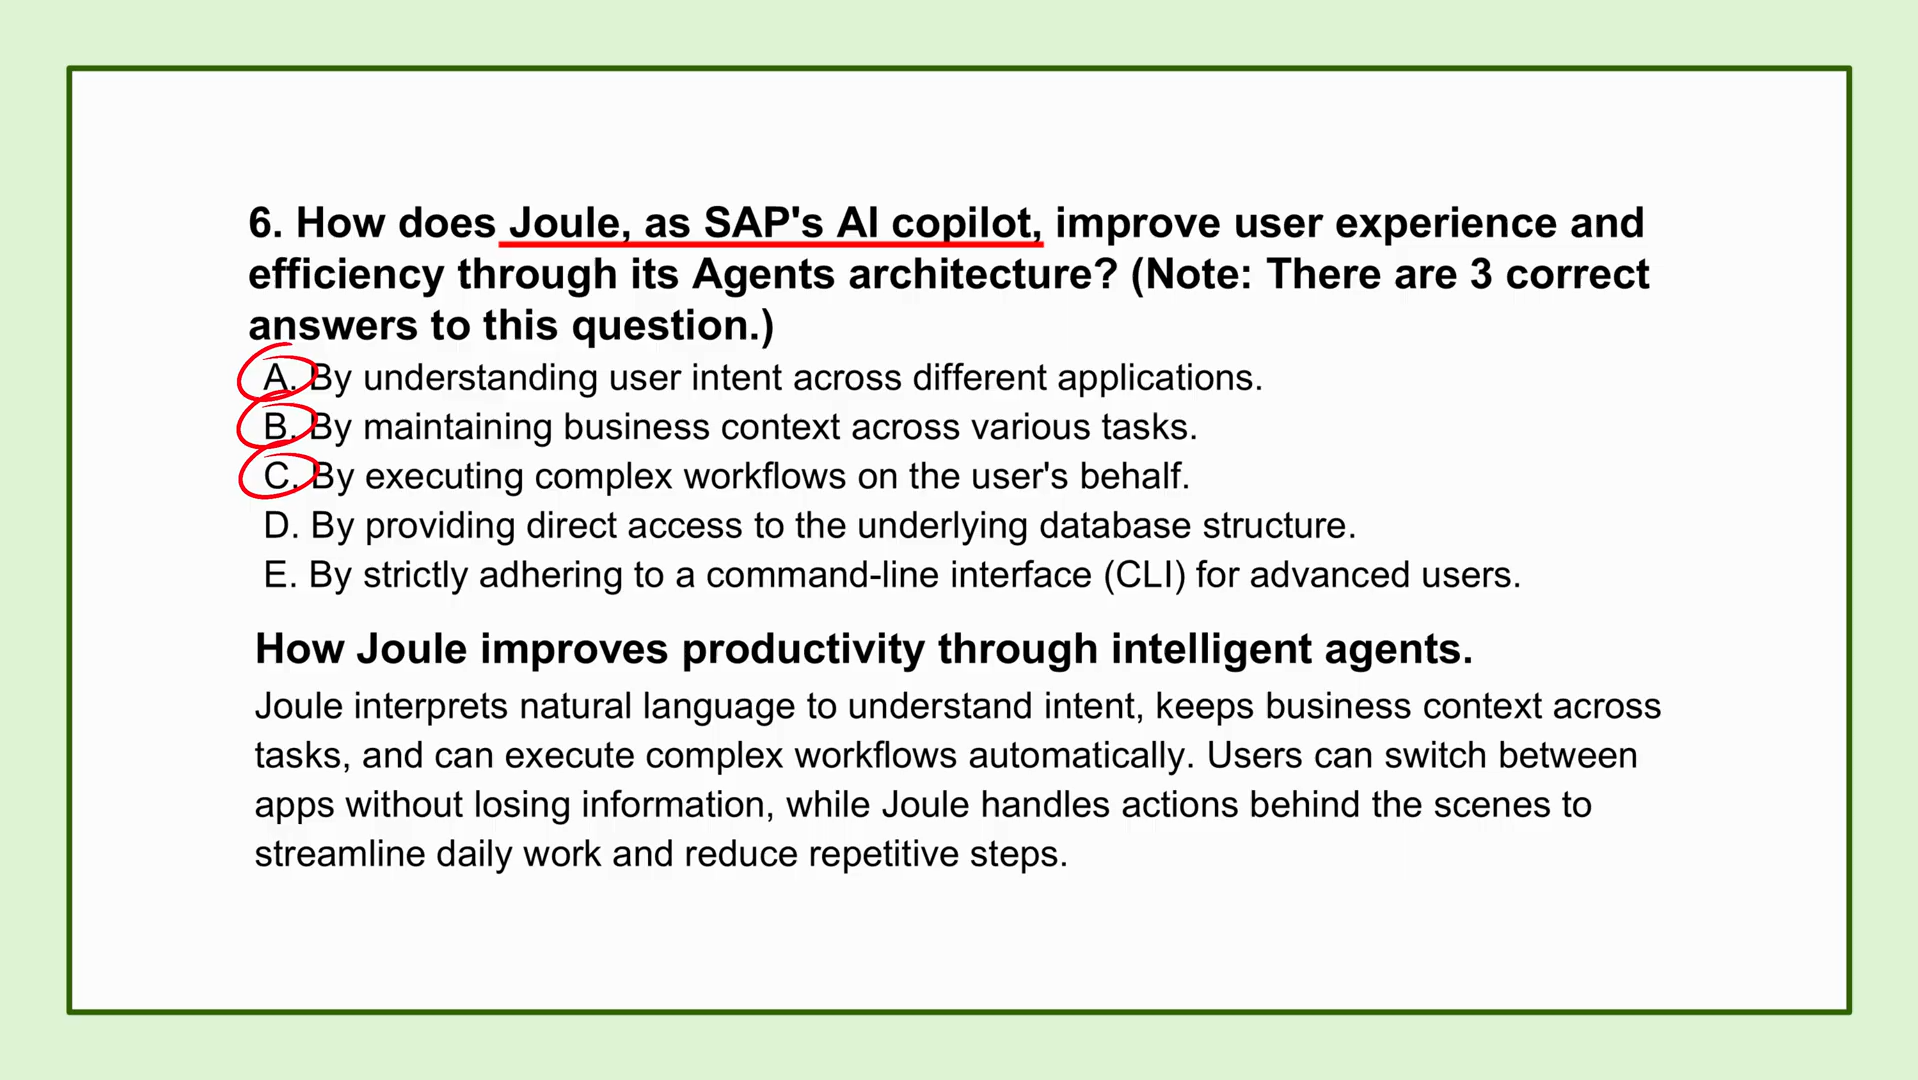 6. How does Joule, as SAP's AI copilot, improve user experience and
efficiency through its Agents architecture? (Note: There are 3 correct
answers to this question.)
A. By understanding user intent across different applications.
B. By maintaining business context across various tasks.
C. By executing complex workflows on the user's behalf.
D. By providing direct access to the underlying database structure.
E. By strictly adhering to a command-line interface (CLI) for advanced users.
How Joule improves productivity through intelligent agents.
Joule interprets natural language to understand intent, keeps business context across
tasks, and can execute complex workflows automatically. Users can switch between
apps without losing information, while Joule handles actions behind the scenes to
streamline daily work and reduce repetitive steps.